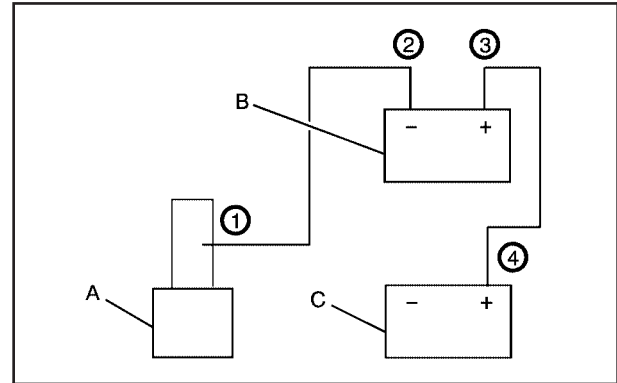 ② ③
B
− +
①
④
A
C
− +